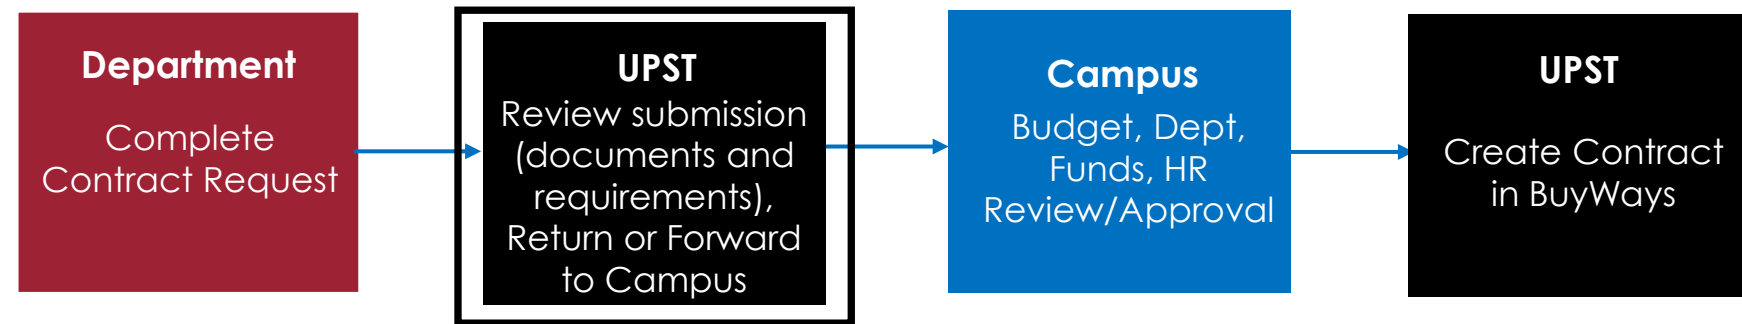 Department
Complete
Contract Request
UPST
Review submission
(documents and
requirements),
Return or Forward
to Campus
Campus
Budget, Dept,
Funds, HR
Review/Approval
UPST
Create Contract
in BuyWays